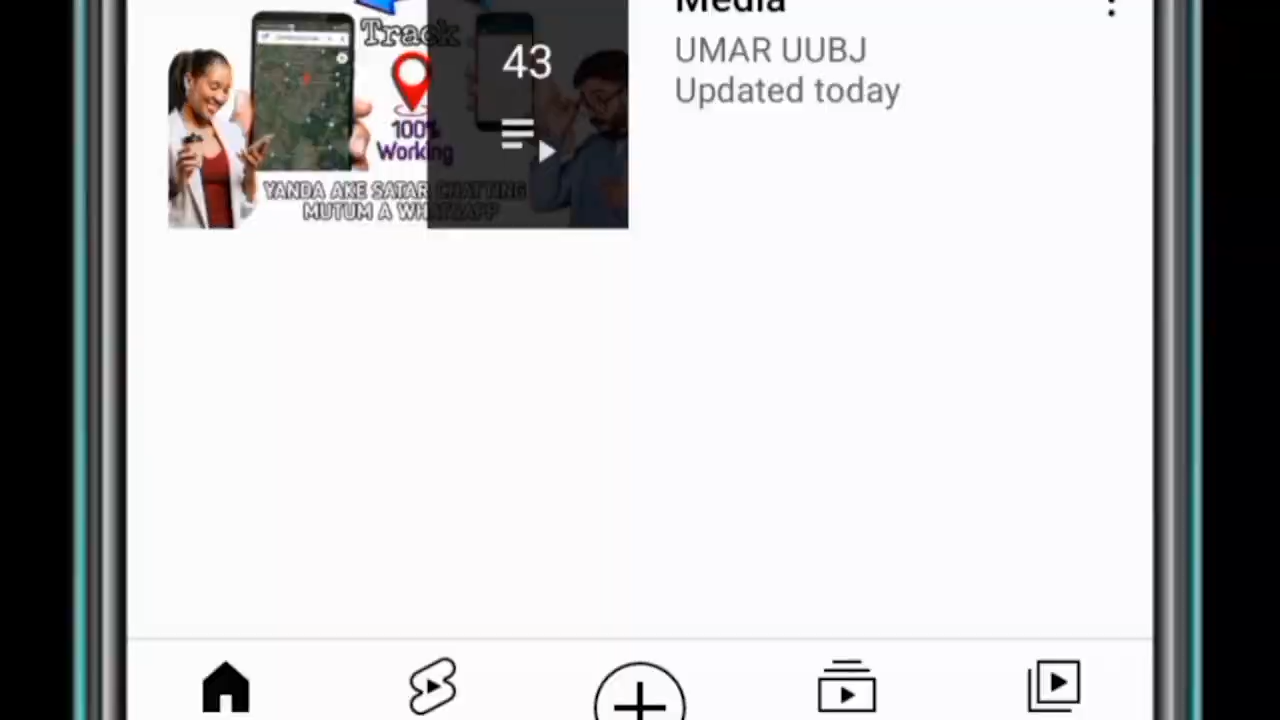 Media
UMAR UUBJ
Updated today
Track
43
100%
Working
YANDA AKE SATAR CHATTING
MUTUM A WHATSAPP